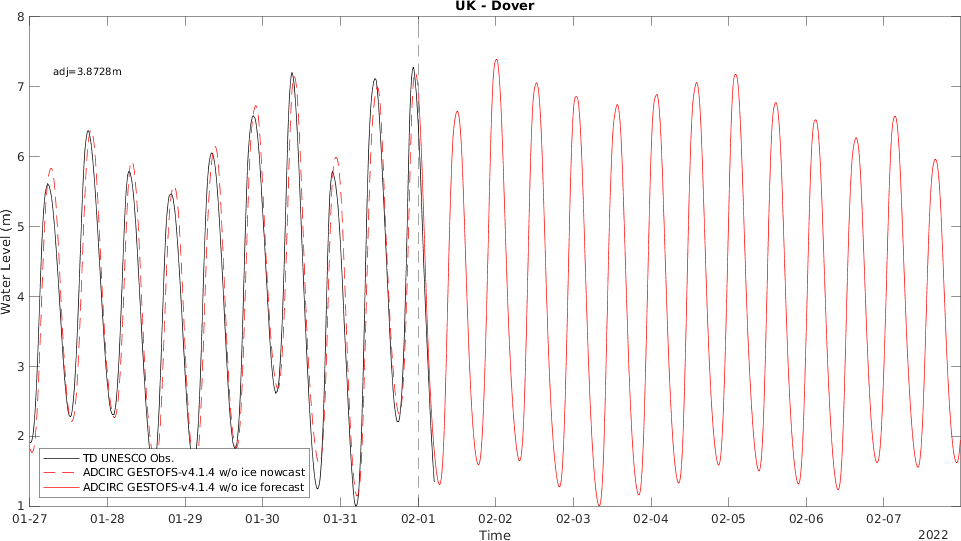 UK - Dover
8
adj=3.8728m
7
6
5
Water Level (m)
4
3
2
TD UNESCO Obs.
ADCIRC GESTOFS-v4.1.4 w/o ice nowcast
ADCIRC GESTOFS-v4.1.4 w/o ice forecast
1
01-27 01-28 01-29 01-30 01-31 02-01 02-02 02-03 02-04 02-05 02-06 02-07
Time
2022